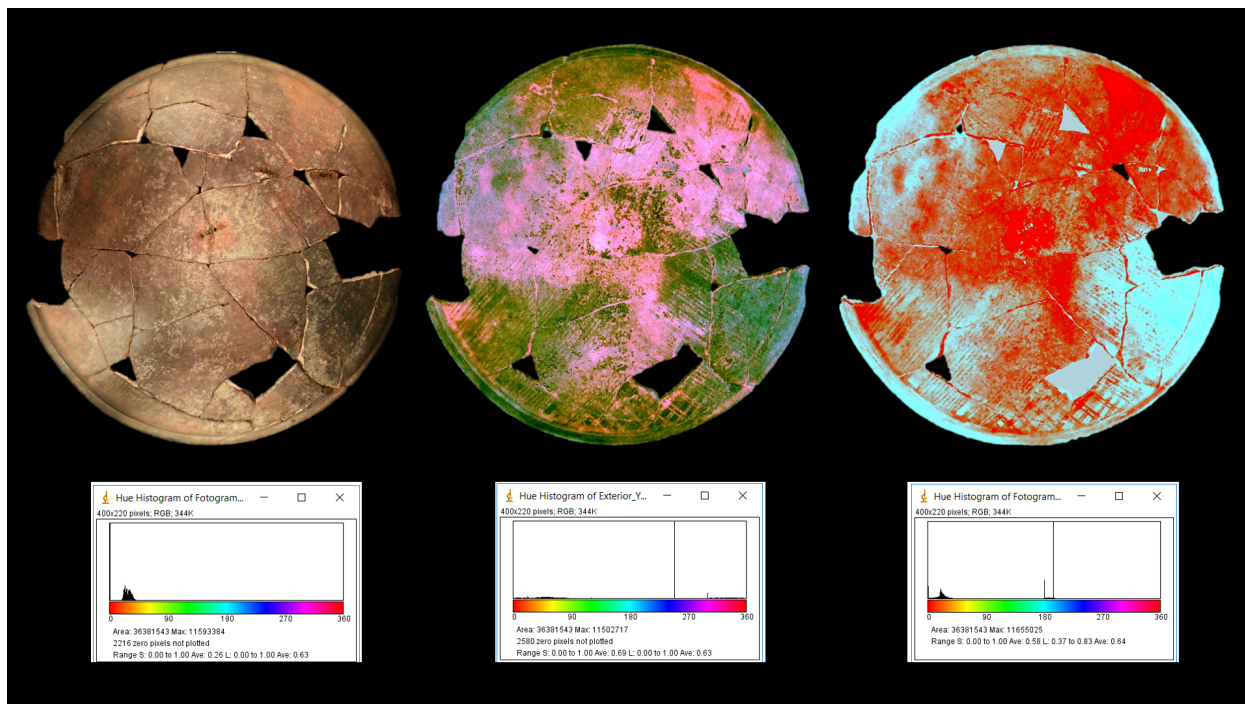 Hue Histogram of Fotogram...
400x220 pixels; RGB; 344K
0 90 180 270 360
Area: 36381543 Max: 11593384
2216 zero pixels not plotted
Range S: 0.00 to 1.00 Ave: 0.26 L: 0.00 to 1.00 Ave: 0.63
Hue Histogram of Exterior_Y...
400x220 pixels; RGB; 344K
0 90 180 270 360
Area: 36381543 Max: 11502717
2580 zero pixels not plotted
Range S: 0.00 to 1.00 Ave: 0.69 L: 0.00 to 1.00 Ave: 0.63
Hue Histogram of Fotogram...
400x220 pixels; RGB; 344K
0 90 180 270 360
Area: 36381543 Max: 11655025
Range S: 0.00 to 1.00 Ave: 0.58 L: 0.37 to 0.83 Ave: 0.64